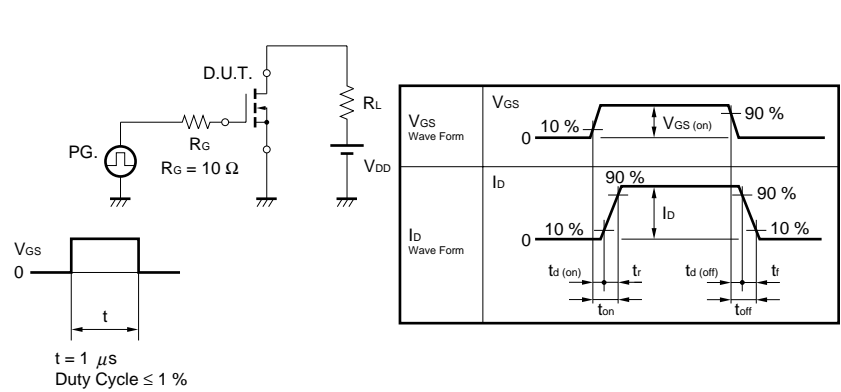 D.U.T.
RL
RG
PG.
RG = 10 Ω
VDD
VGS
0
t
t = 1 μs
Duty Cycle ≤ 1 %
VGS
Wave Form
VGS
10 %
0
VGS (on)
90 %
ID
Wave Form
ID
90 %
90 %
ID
0
10 %
10 %
td (on)
tr
td (off)
tf
ton
toff